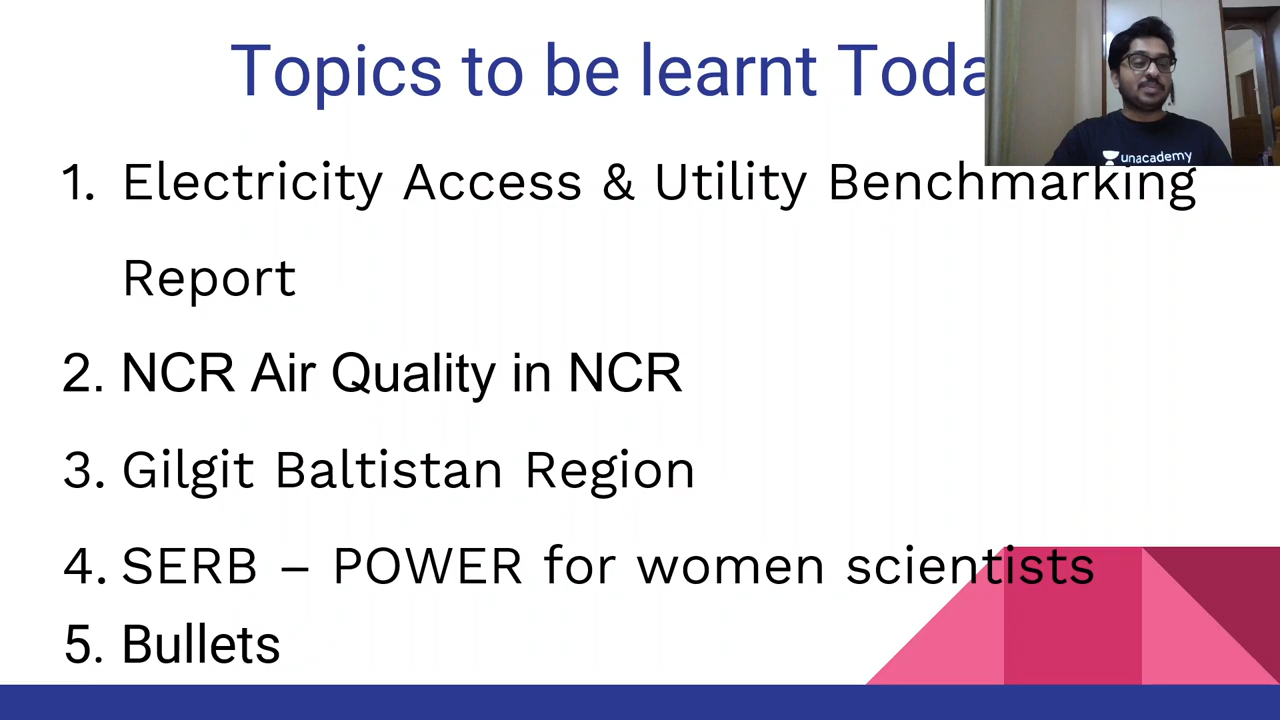 Topics to be learnt Toda
1. Electricity Access & Utility Benchmarking
Report
2. NCR Air Quality in NCR
3. Gilgit Baltistan Region
4. SERB – POWER for women scientists
5. Bullets
unacademy